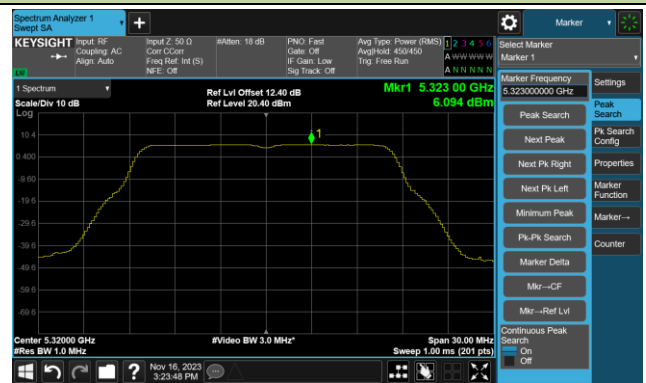 Spectrum Analyzer 1
Swept SA
+
Marker
KEYSIGHT
Input: RF
Coupling: AC
Align: Auto
Input Z: 50 Ω
Corr CCorr
Freq Ref: Int (S)
NFE: Off
#Atten: 18 dB
PNO: Fast
Gate: Off
IF Gain: Low
Sig Track: Off
Avg Type: Power (RMS)
Avg|Hold: 450/450
Trig: Free Run
1 2 3 4 5 6
A W W W W W
A N N N N N
LXI
Select Marker
Marker 1
1 Spectrum
Scale/Div 10 dB
Log
Ref Lvl Offset 12.40 dB
Ref Level 20.40 dBm
Mkr1 5.323 00 GHz
6.094 dBm
1
10.4
0.400
-9.60
-19.6
-29.6
-39.6
-49.6
-59.6
-69.6
Center 5.32000 GHz
#Res BW 1.0 MHz
#Video BW 3.0 MHz*
Span 30.00 MHz
Sweep 1.00 ms (201 pts)
Marker Frequency
5.323000000 GHz
Peak Search
Next Peak
Next Pk Right
Next Pk Left
Minimum Peak
Pk-Pk Search
Marker Delta
Mkr→CF
Mkr→Ref Lvl
Continuous Peak
Search
On
Off
Settings
Peak
Search
Pk Search
Config
Properties
Marker
Function
Marker→
Counter
?
Nov 16, 2023
3:23:48 PM